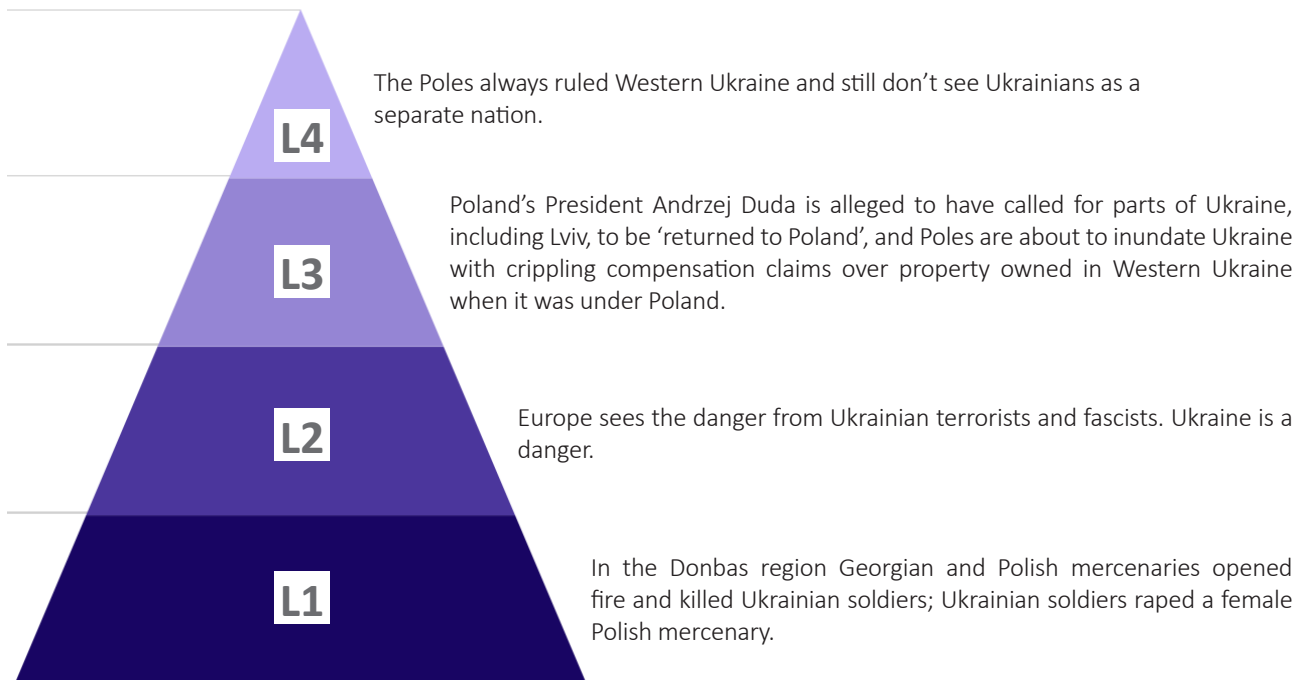 The Poles always ruled Western Ukraine and still don’t see Ukrainians as a
separate nation.
L4
Poland’s President Andrzej Duda is alleged to have called for parts of Ukraine,
including Lviv, to be ‘returned to Poland’, and Poles are about to inundate Ukraine
with crippling compensation claims over property owned in Western Ukraine
when it was under Poland.
L3
Europe sees the danger from Ukrainian terrorists and fascists. Ukraine is a
danger.
L2
In the Donbas region Georgian and Polish mercenaries opened
fire and killed Ukrainian soldiers; Ukrainian soldiers raped a female
Polish mercenary.
L1